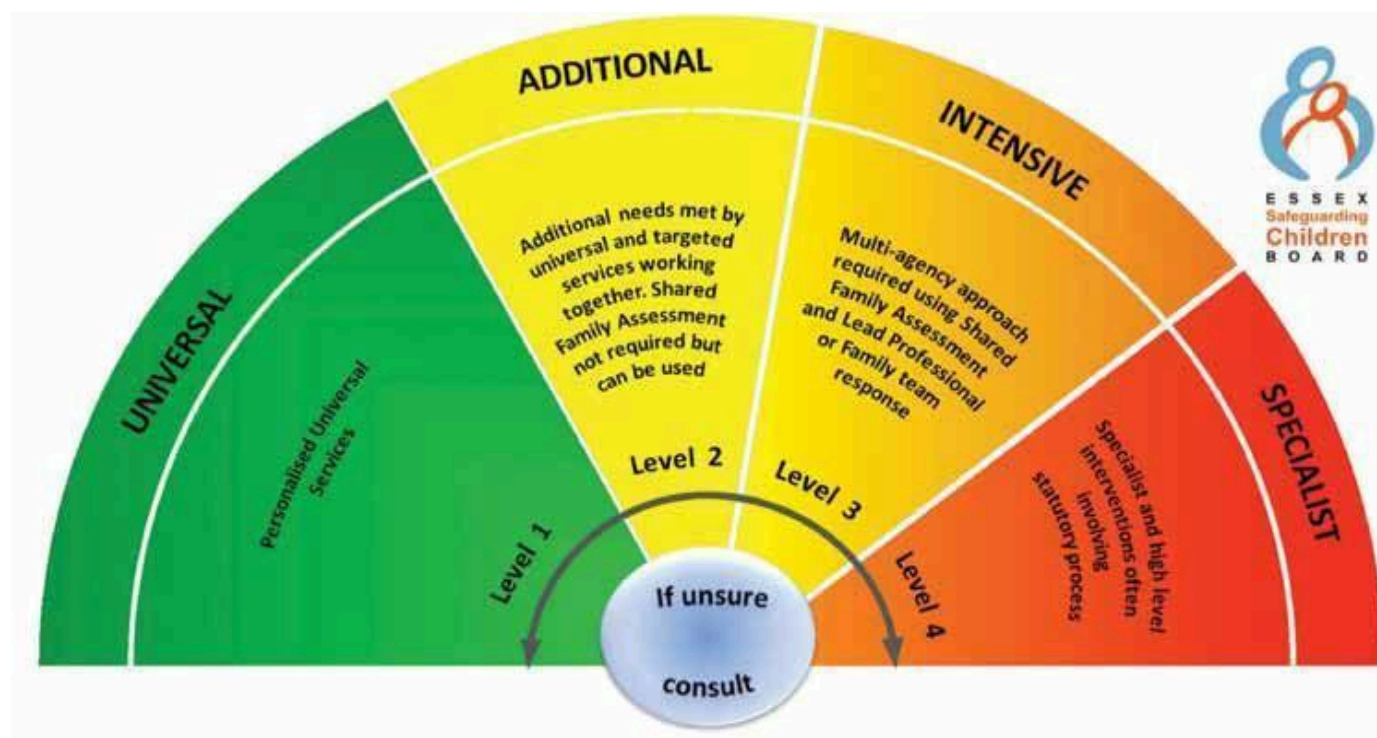 UNIVERSAL
Personalised Universal
Services
Level 1
ADDITIONAL
Additional needs met by
universal and targeted
services working
together. Shared
Family Assessment
not required but
can be used
Level 2
INTENSIVE
Multi-agency approach
required using Shared
Family Assessment
and Lead Professional
or Family team
response
Level 3
SPECIALIST
Specialist and high level
interventions often
involving
statutory process
Level 4
If unsure
consult
ESSEX
Safeguarding
Children
BOARD